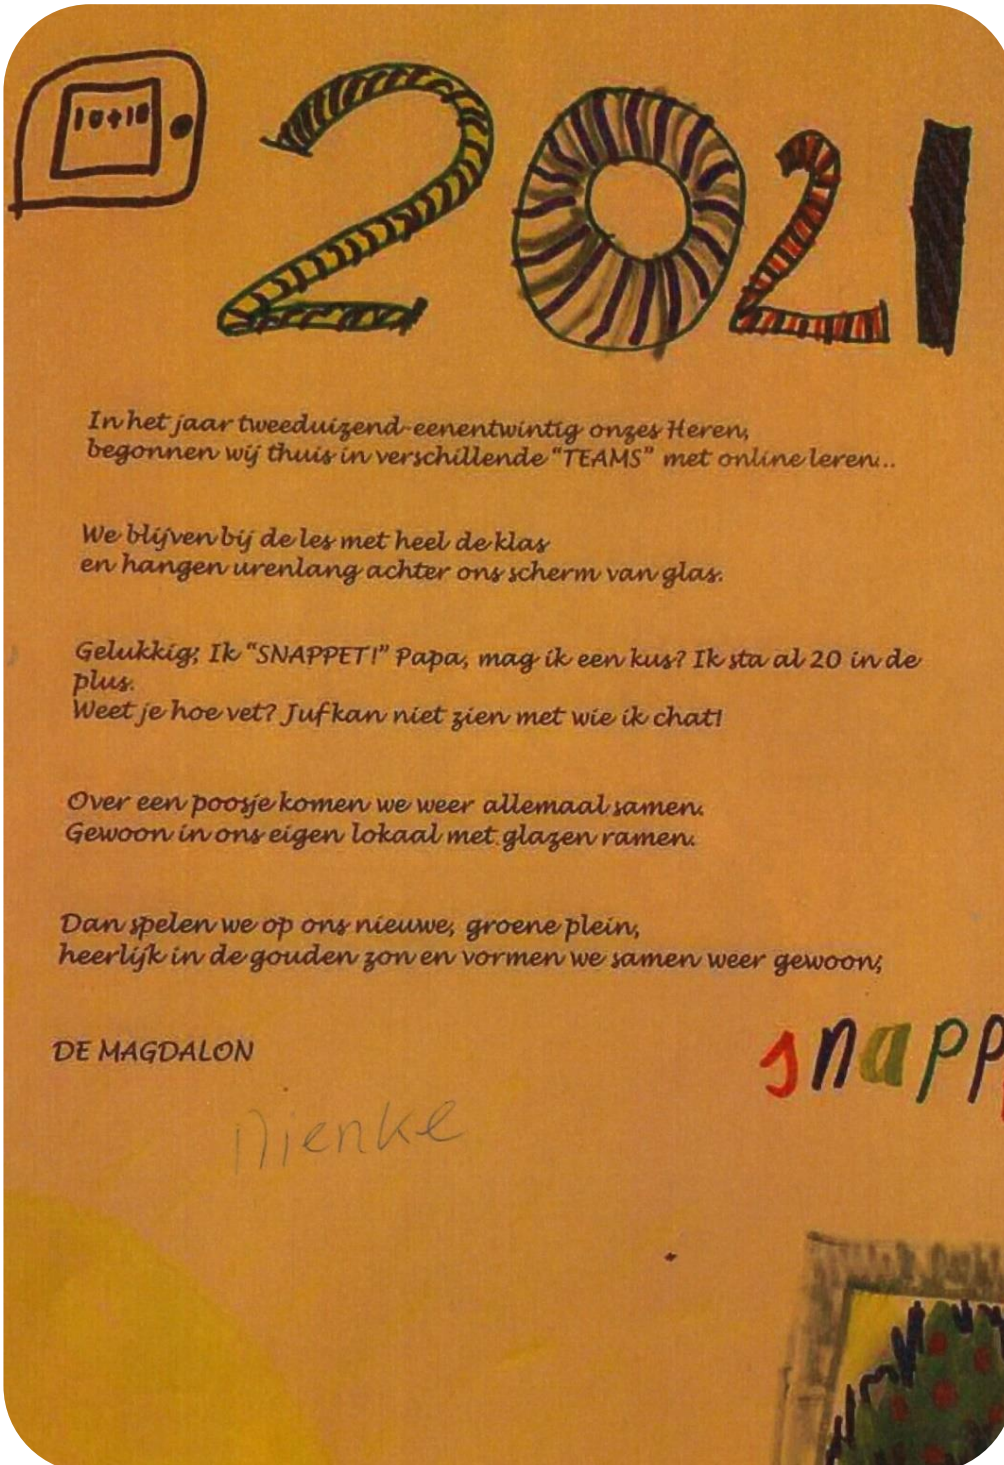 10+10
2021
In het jaar tweeduizend-eenentwintig onzes Heren,
begonnen wij thuis in verschillende “TEAMS” met online leren...
We blijven bij de les met heel de klas
en hangen urenlang achter ons scherm van glas.
Gelukkig; Ik “SNAPPET!” Papa, mag ik een kus? Ik sta al 20 in de
plus.
Weet je hoe vet? Juf kan niet zien met wie ik chat!
Over een poosje komen we weer allemaal samen.
Gewoon in ons eigen lokaal met glazen ramen.
Dan spelen we op ons nieuwe, groene plein,
heerlijk in de gouden zon en vormen we samen weer gewoon;
DE MAGDALON
snapp
nienke